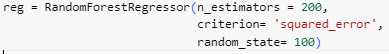 reg = RandomForestRegressor(n_estimators = 200,
criterion= 'squared_error',
random_state= 100)